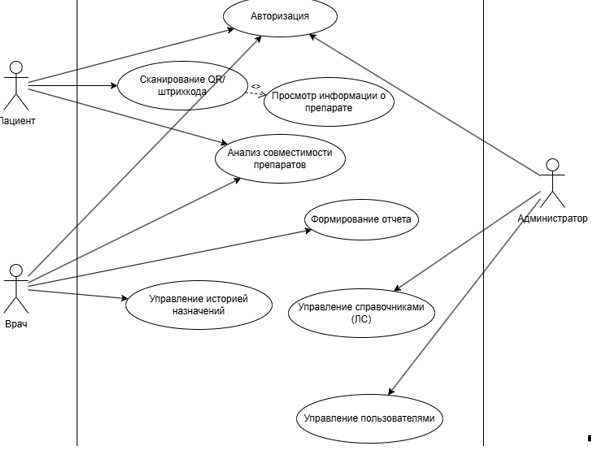 Авторизация
Сканирование QR/
штрихкода
<>
Просмотр информации о
препарате
Пациент
Анализ совместимости
препаратов
Администратор
Формирование отчета
Управление историей
назначений
Управление справочниками
(ЛС)
Врач
Управление пользователями